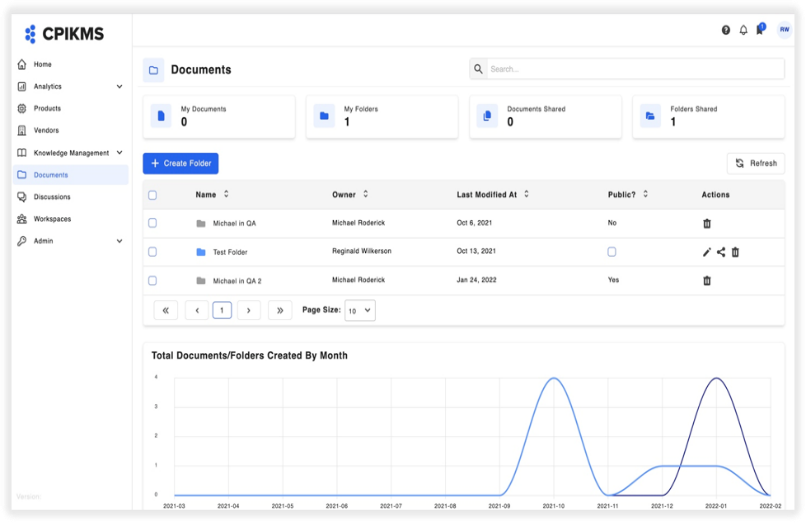 CPIKMS
1
RW
Home
Analytics
Products
Vendors
Knowledge Management
Documents
Discussions
Workspaces
Admin
Version:
Documents
Search...
My Documents
0
My Folders
1
Documents Shared
0
Folders Shared
1
+ Create Folder
Refresh
Name Owner Last Modified At Public? Actions
Michael in QA Michael Roderick Oct 6, 2021 No
Test Folder Reginald Wilkerson Oct 13, 2021
Michael in QA 2 Michael Roderick Jan 24, 2022 Yes
« ‹ 1 › » Page Size: 10
Total Documents/Folders Created By Month
4
3
2
1
0
2021-03 2021-04 2021-05 2021-06 2021-07 2021-08 2021-09 2021-10 2021-11 2021-12 2022-01 2022-02